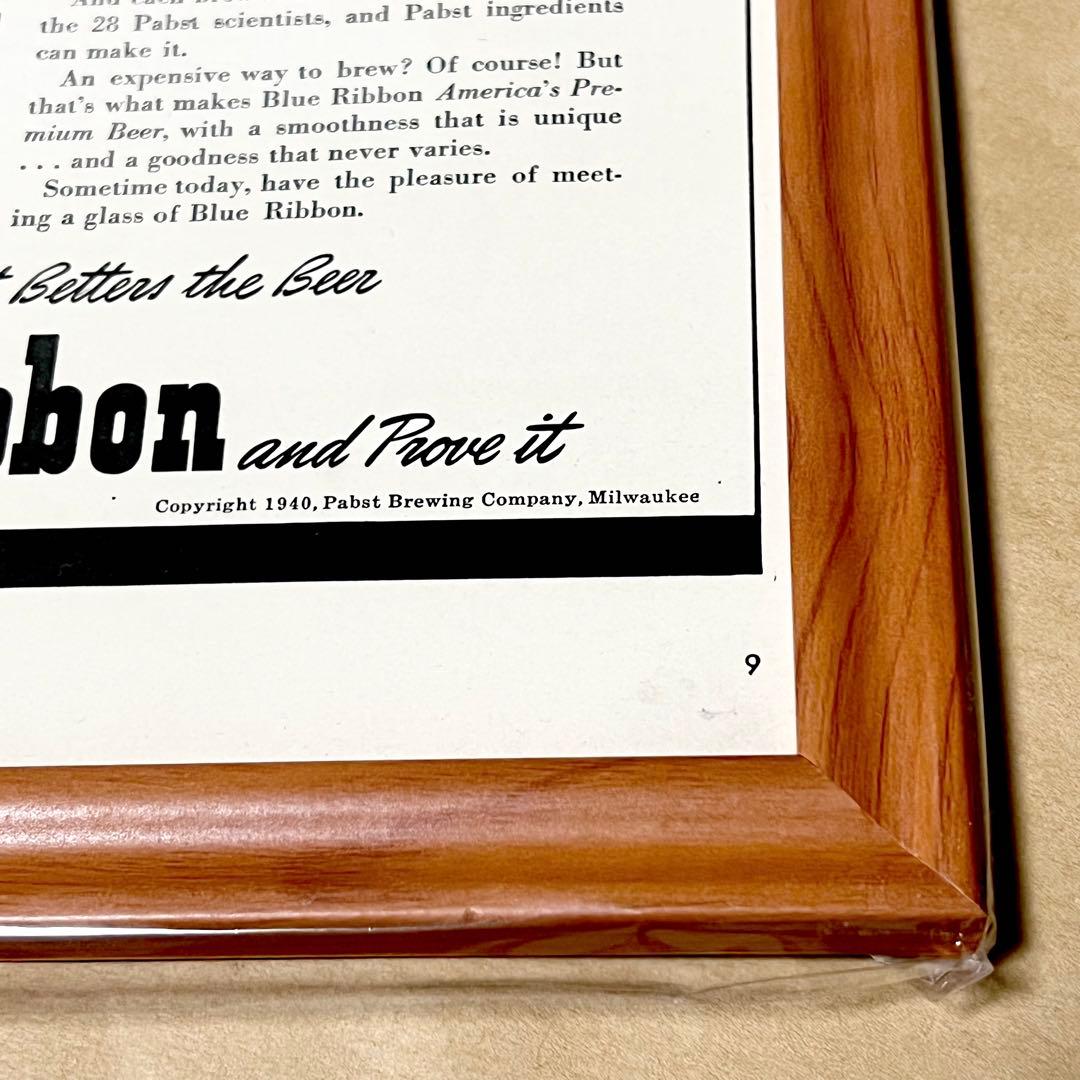 the 28 Pabst scientists, and Pabst ingredients
can make it.
An expensive way to brew? Of course! But
that's what makes Blue Ribbon America's Pre-
mium Beer, with a smoothness that is unique
... and a goodness that never varies.
Sometime today, have the pleasure of meet-
ing a glass of Blue Ribbon.
Betters the Beer
bbon and Prove it
Copyright 1940, Pabst Brewing Company, Milwaukee
9